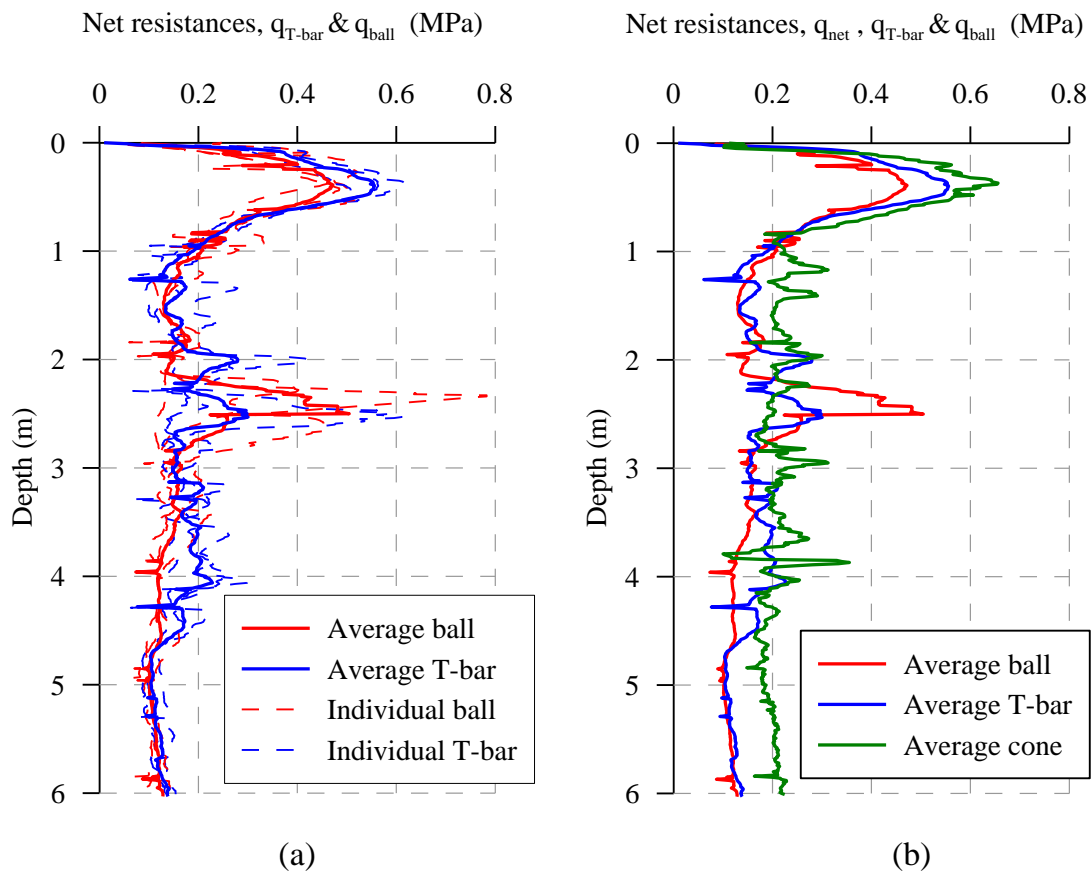 Net resistances, qT-bar & qball (MPa)
0 0.2 0.4 0.6 0.8
0
1
2
3
4
5
6
Depth (m)
Average ball
Average T-bar
Individual ball
Individual T-bar
(a)
Net resistances, qnet , qT-bar & qball (MPa)
0 0.2 0.4 0.6 0.8
0
1
2
3
4
5
6
Depth (m)
Average ball
Average T-bar
Average cone
(b)